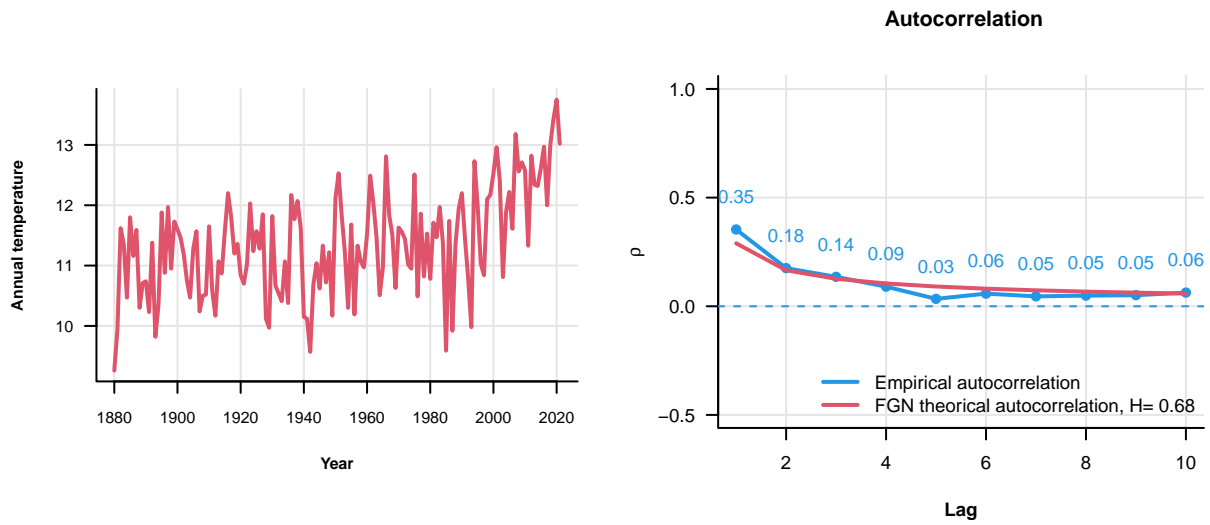 Annual temperature
13
12
11
10
1880 1900 1920 1940 1960 1980 2000 2020
Year
Autocorrelation
ρ
1.0
0.5
0.0
−0.5
0.35
0.18
0.14
0.09
0.03
0.06
0.05
0.05
0.05
0.06
Empirical autocorrelation
FGN theorical autocorrelation, H= 0.68
2 4 6 8 10
Lag